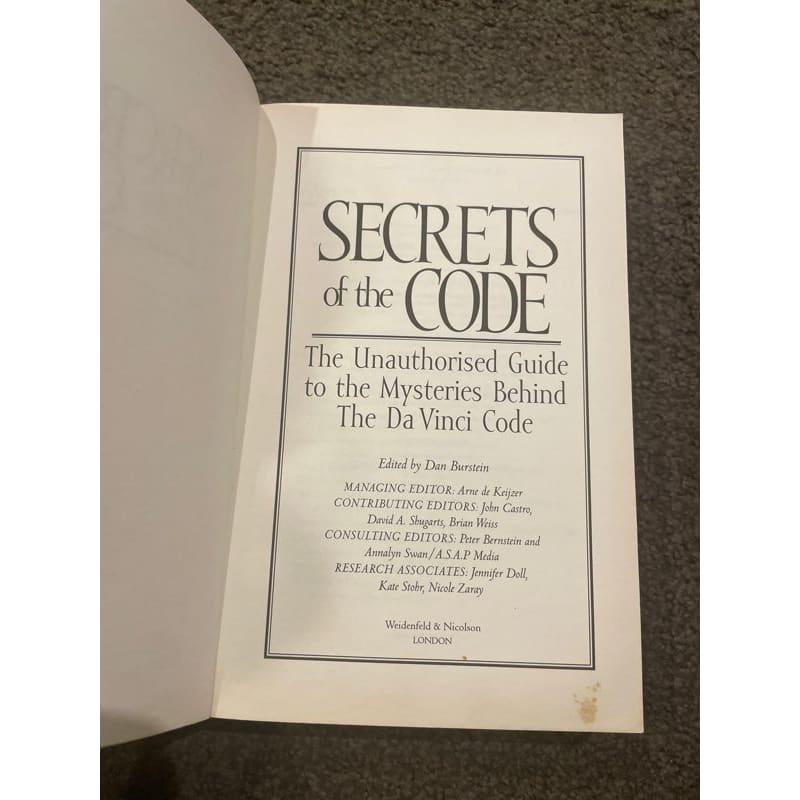 SECRETS
of the CODE
The Unauthorised Guide
to the Mysteries Behind
The Da Vinci Code
Edited by Dan Burstein
MANAGING EDITOR: Arne de Keijzer
CONTRIBUTING EDITORS: John Castro,
David A. Shugarts, Brian Weiss
CONSULTING EDITORS: Peter Bernstein and
Annalyn Swan/A.S.A.P Media
RESEARCH ASSOCIATES: Jennifer Doll,
Kate Stohr, Nicole Zaray
Weidenfeld & Nicolson
LONDON